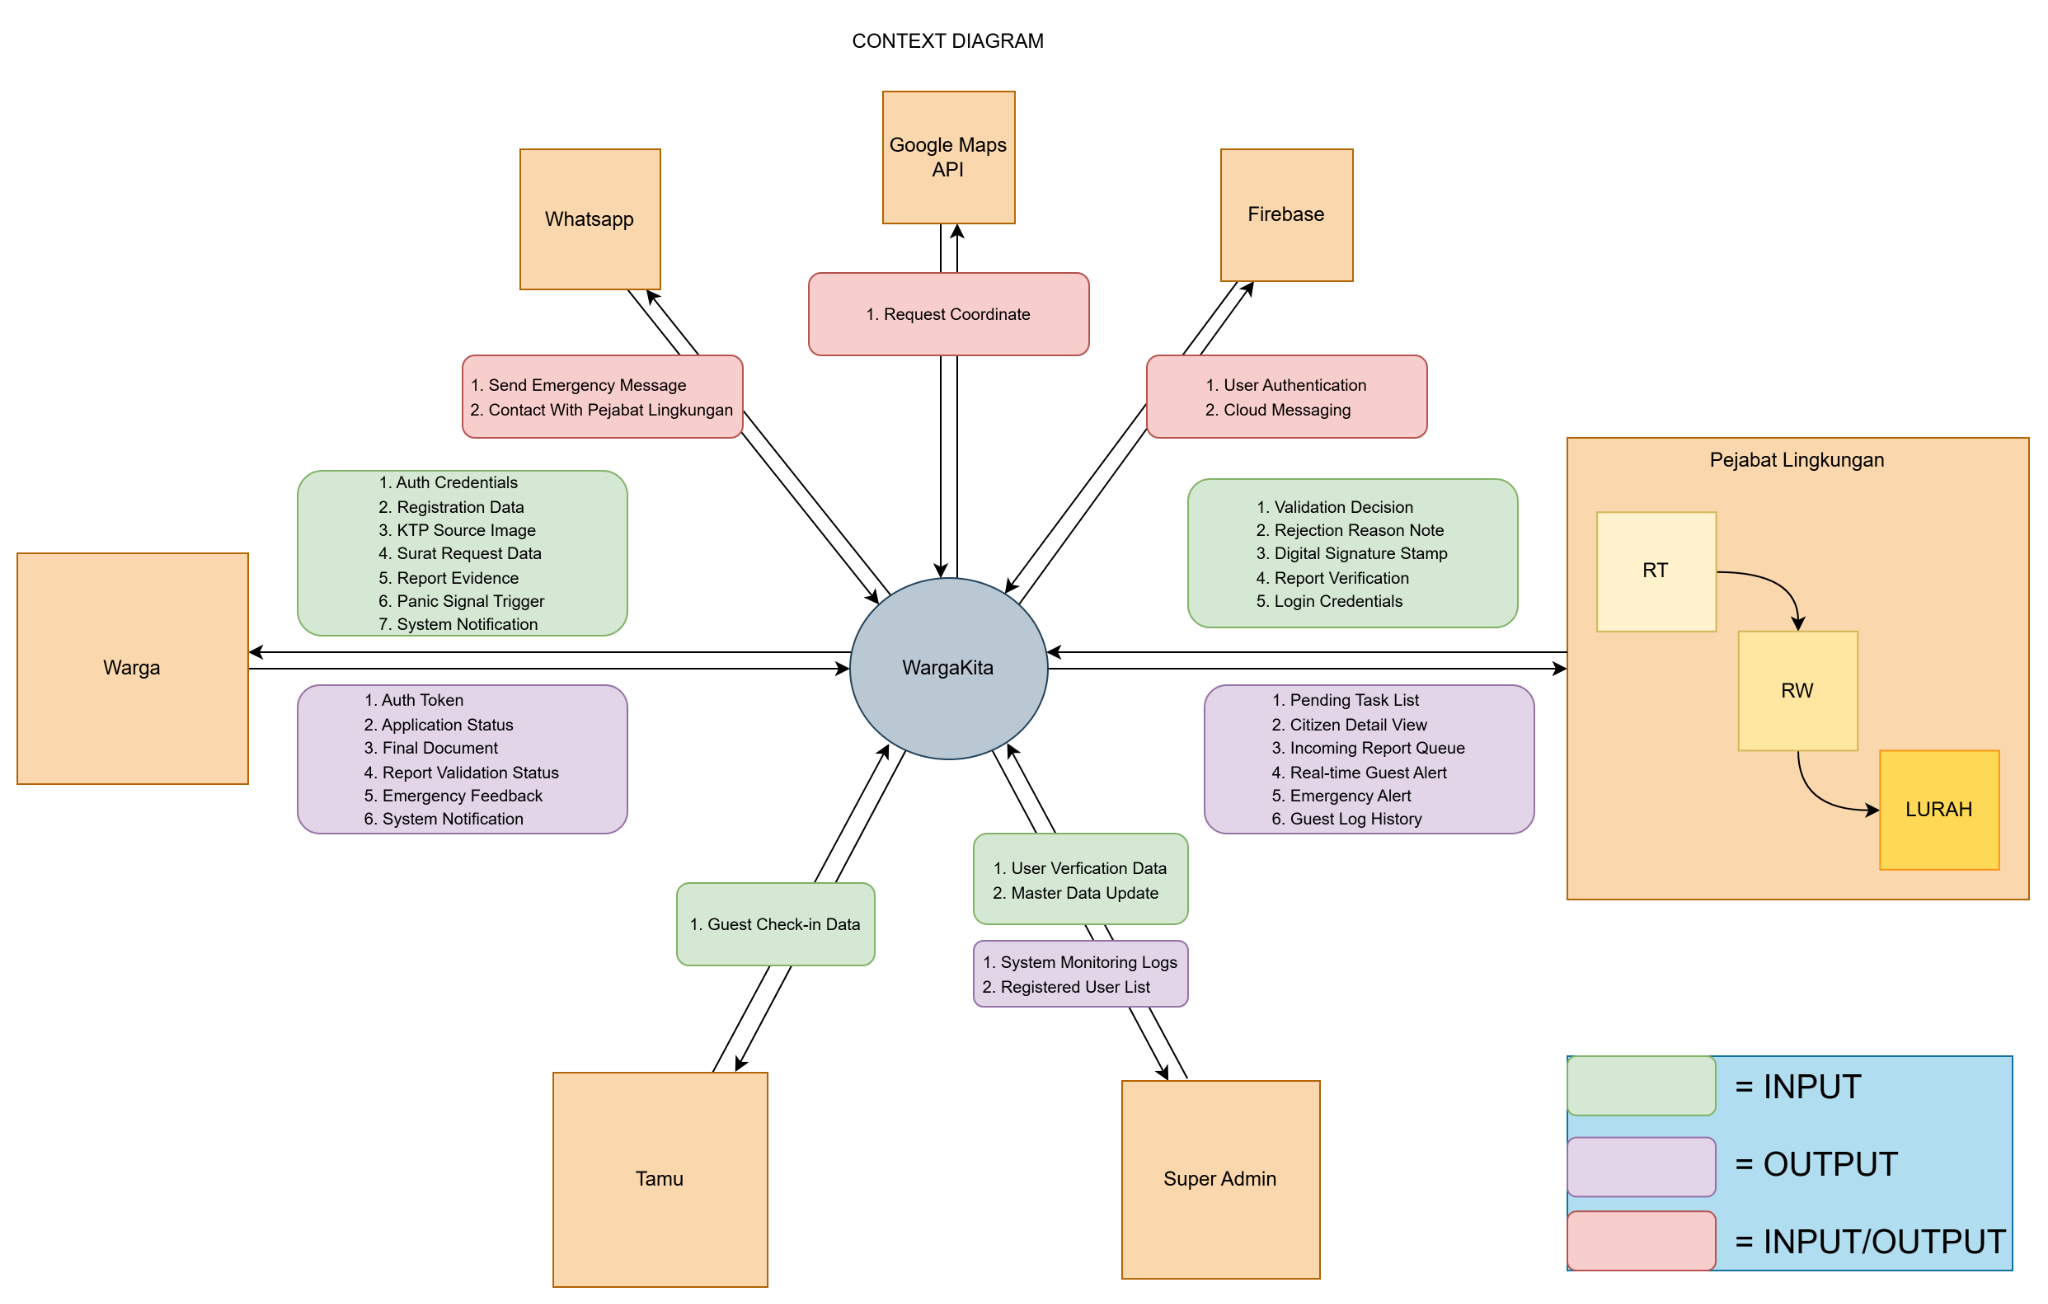 CONTEXT DIAGRAM
Google Maps
API
Whatsapp
Firebase
1. Request Coordinate
1. Send Emergency Message
2. Contact With Pejabat Lingkungan
1. User Authentication
2. Cloud Messaging
1. Auth Credentials
2. Registration Data
3. KTP Source Image
4. Surat Request Data
5. Report Evidence
6. Panic Signal Trigger
7. System Notification
1. Validation Decision
2. Rejection Reason Note
3. Digital Signature Stamp
4. Report Verification
5. Login Credentials
Pejabat Lingkungan
RT
RW
LURAH
Warga
WargaKita
1. Auth Token
2. Application Status
3. Final Document
4. Report Validation Status
5. Emergency Feedback
6. System Notification
1. Pending Task List
2. Citizen Detail View
3. Incoming Report Queue
4. Real-time Guest Alert
5. Emergency Alert
6. Guest Log History
1. Guest Check-in Data
1. User Verfication Data
2. Master Data Update
1. System Monitoring Logs
2. Registered User List
Tamu
Super Admin
= INPUT
= OUTPUT
= INPUT/OUTPUT